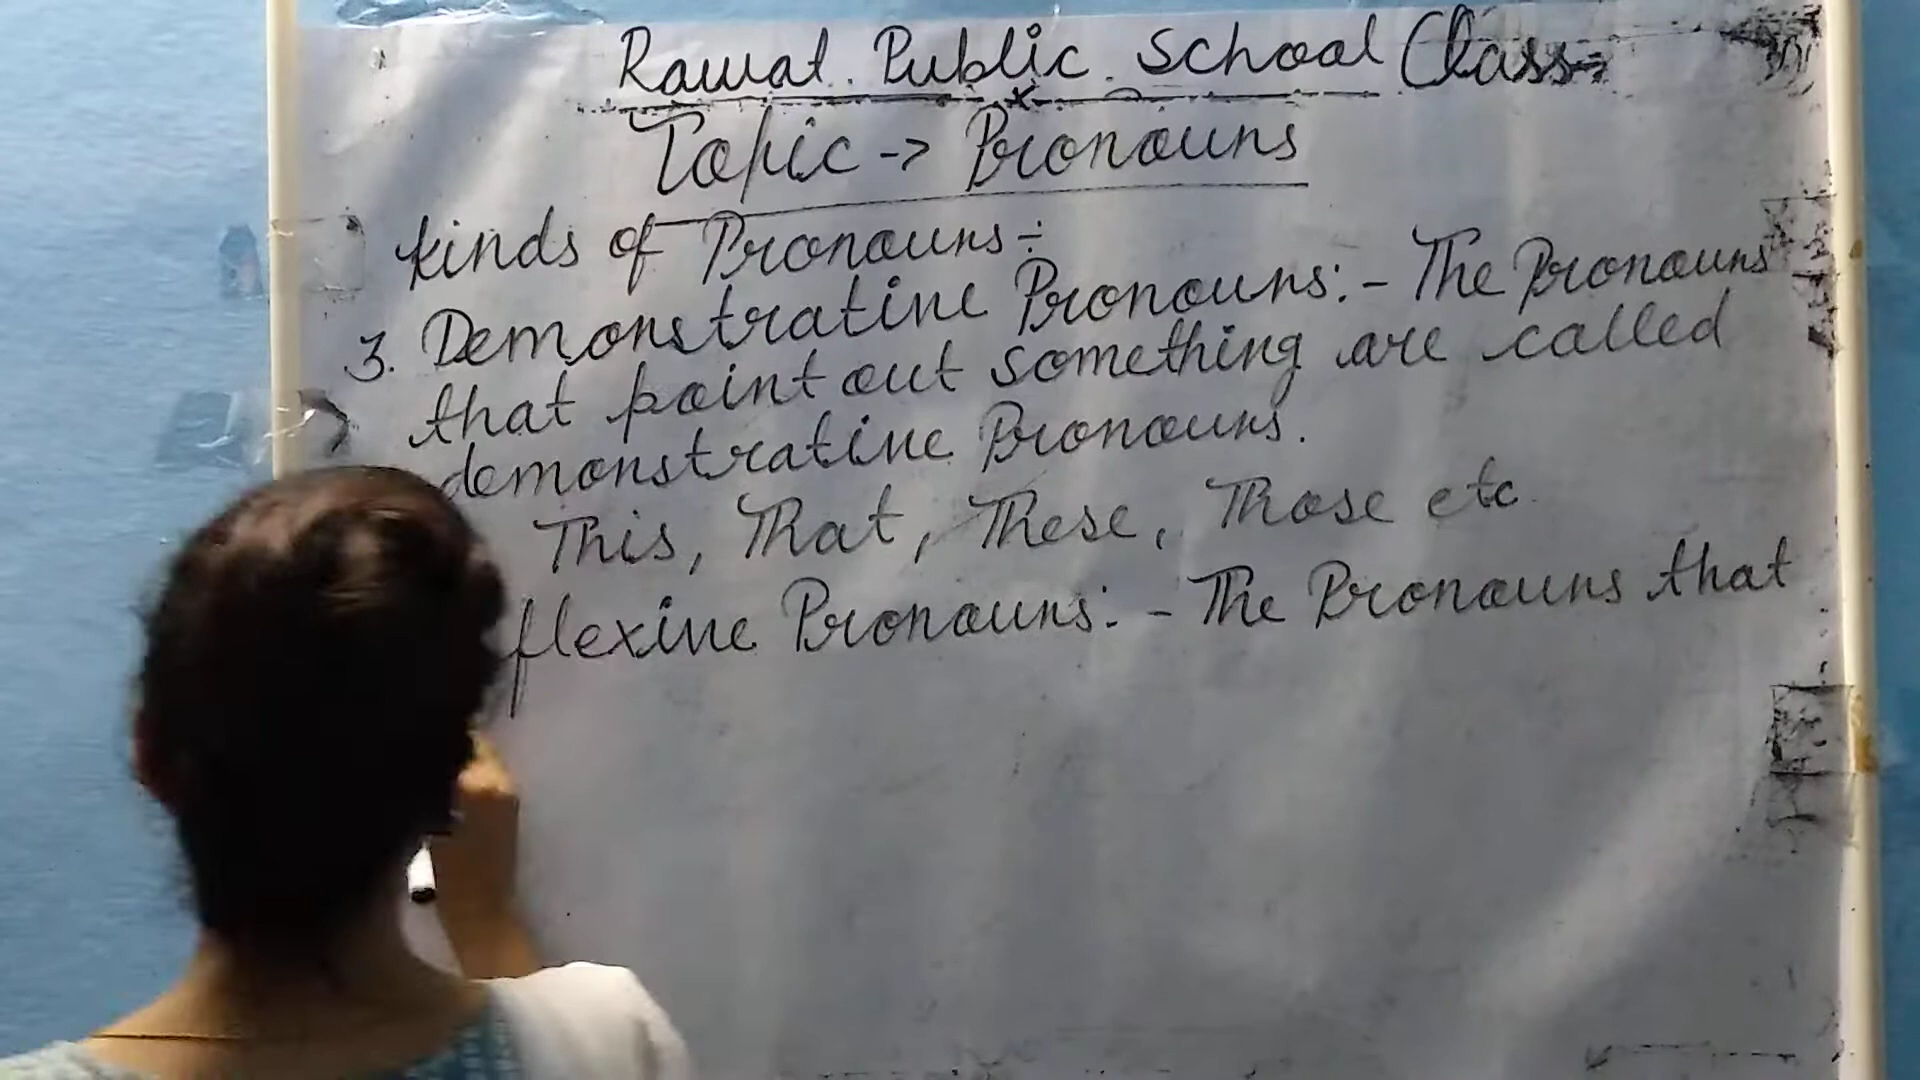 Rawat. Public. School Class-
Topic -> Pronouns
kinds of Pronouns÷
3. Demonstrative Pronouns:- The Pronouns
that point out something are called
demonstrative Pronouns.
This, That, These, Those etc.
flexive Pronouns:- The Pronouns that